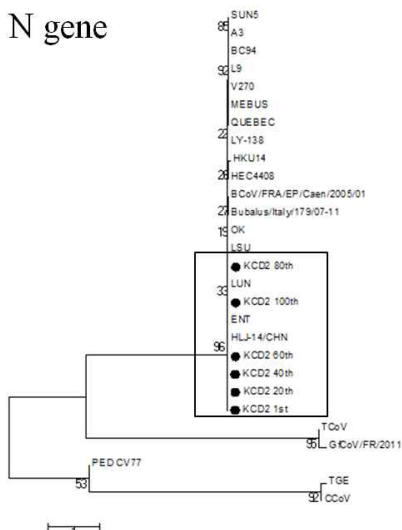 N gene
SUN5
85
A3
BC94
92
L9
V270
MEBUS
QUEBEC
22
LY-138
HKU14
26
HEC4408
BCoV/FRA/EP/Caen/2005/01
27
Bubalus/Italy/179/07-11
19
OK
LSU
KCD2 80th
33
LUN
KCD2 100th
ENT
HLJ-14/CHN
96
KCD2 60th
KCD2 40th
KCD2 20th
KCD2 1st
TCoV
95
GfCoV/FR/2011
PEDCV77
53
TGE
92
CCoV